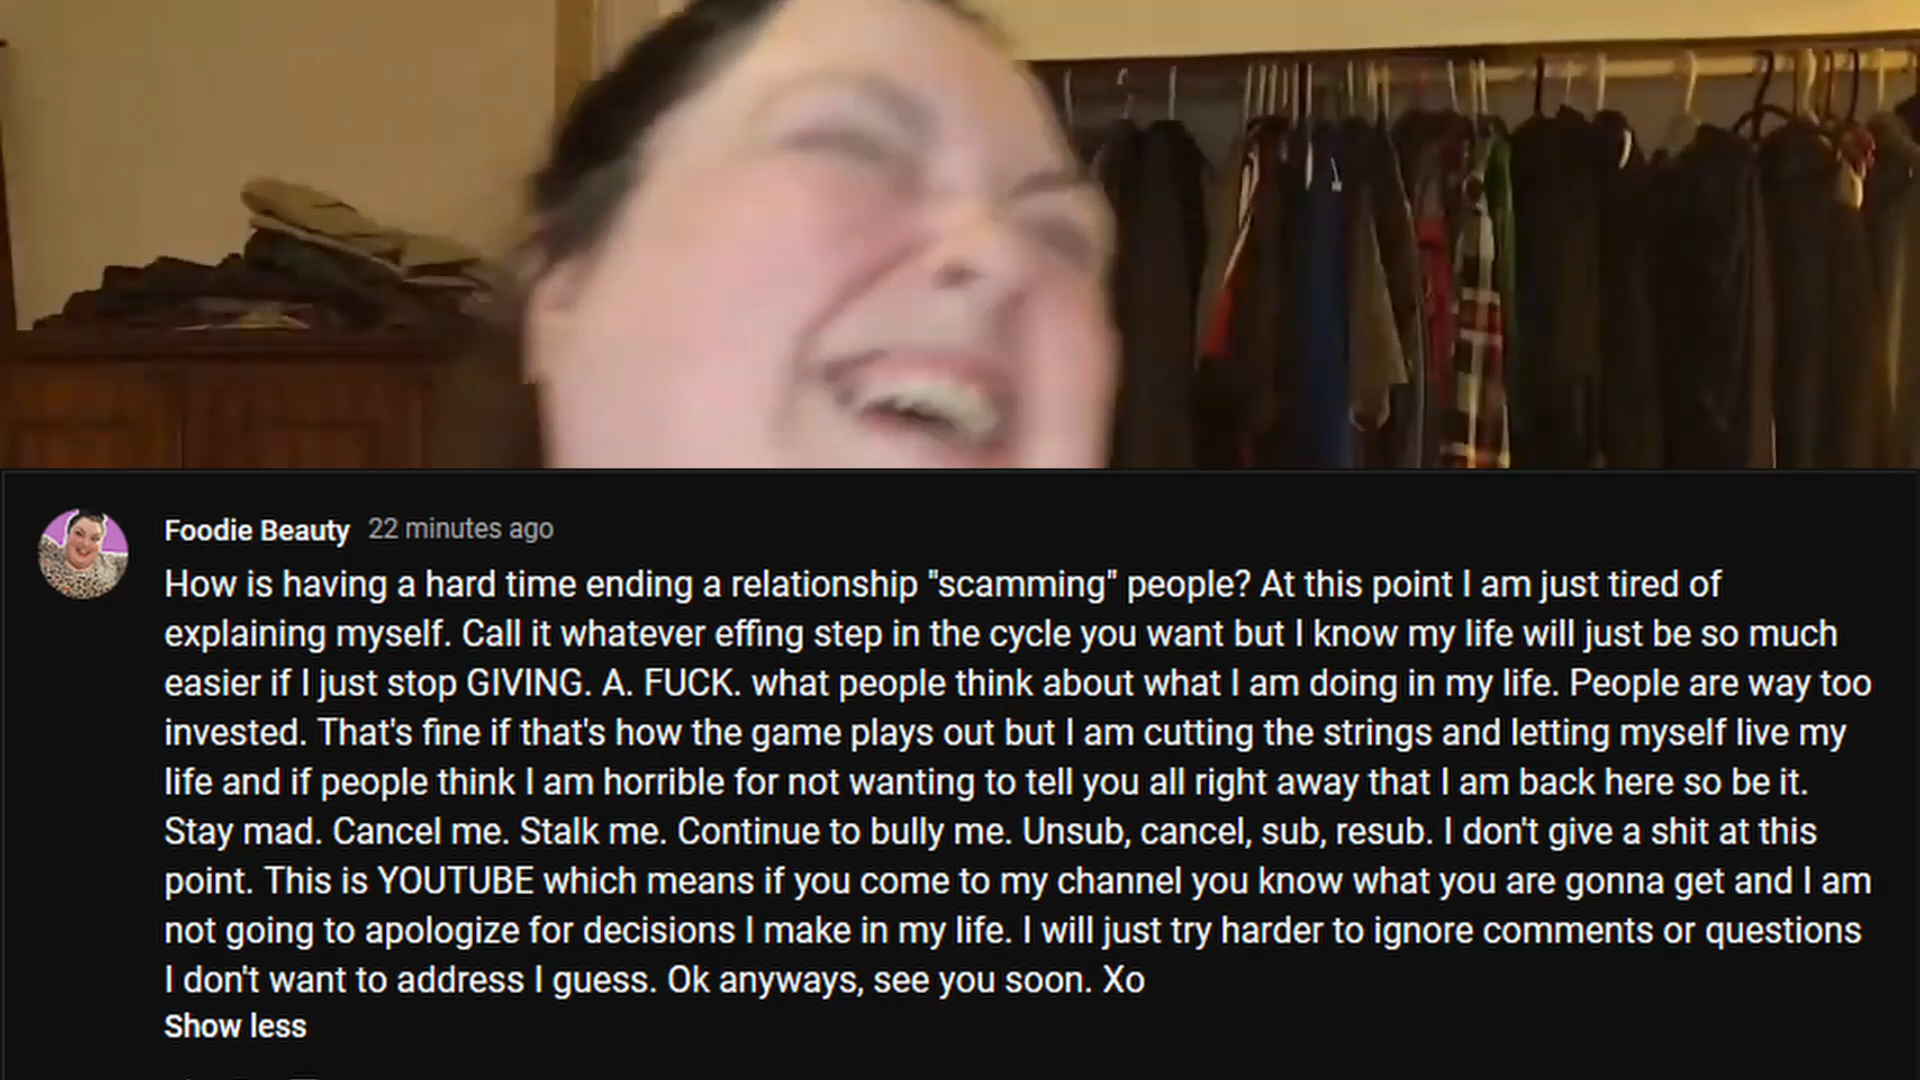 Foodie Beauty 22 minutes ago
How is having a hard time ending a relationship "scamming" people? At this point I am just tired of
explaining myself. Call it whatever effing step in the cycle you want but I know my life will just be so much
easier if I just stop GIVING. A. FUCK. what people think about what I am doing in my life. People are way too
invested. That's fine if that's how the game plays out but I am cutting the strings and letting myself live my
life and if people think I am horrible for not wanting to tell you all right away that I am back here so be it.
Stay mad. Cancel me. Stalk me. Continue to bully me. Unsub, cancel, sub, resub. I don't give a shit at this
point. This is YOUTUBE which means if you come to my channel you know what you are gonna get and I am
not going to apologize for decisions I make in my life. I will just try harder to ignore comments or questions
I don't want to address I guess. Ok anyways, see you soon. Xo
Show less